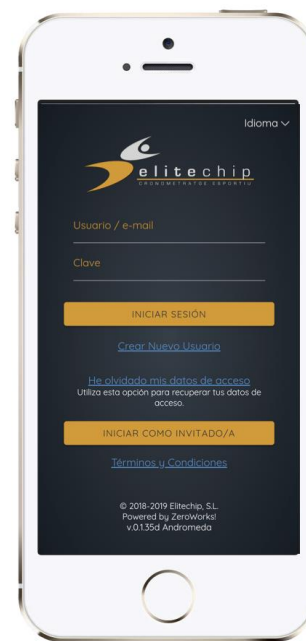 Idioma
elitechip
CRONOMETRATGE ESPORTIU
Usuario / e-mail
Clave
INICIAR SESIÓN
Crear Nuevo Usuario
He olvidado mis datos de acceso
Utiliza esta opción para recuperar tus datos de
acceso.
INICIAR COMO INVITADO/A
Términos y Condiciones
© 2018-2019 Elitechip, S.L.
Powered by ZeroWorks!
v.0.1.35d Andromeda